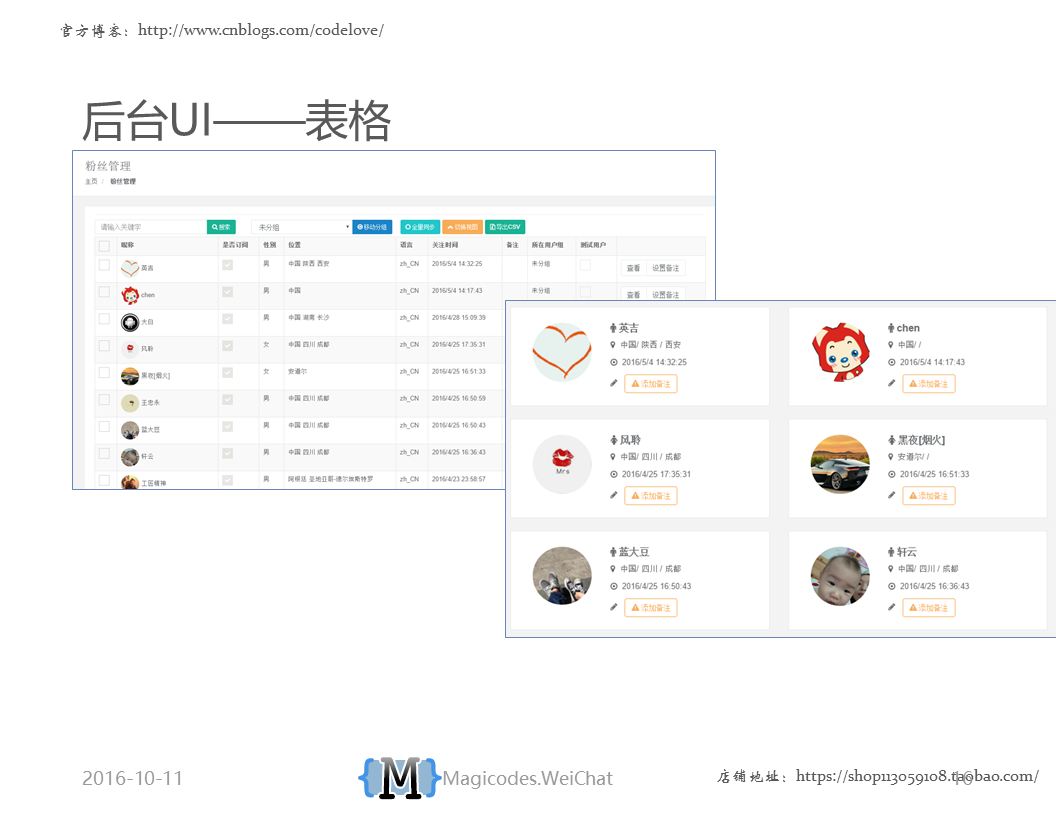 官方博客：http://www.cnblogs.com/codelove/
后台UI——表格
粉丝管理
主页 / 粉丝管理
请输入关键字 搜索 未分组 移动分组 全量同步 切换视图 导出CSV
昵称 是否订阅 性别 位置 语言 关注时间 备注 所在用户组 测试用户
英吉 男 中国 陕西 西安 zh_CN 2016/5/4 14:32:25 未分组 查看 设置备注
chen 男 中国 zh_CN 2016/5/4 14:17:43 未分组 查看 设置备注
大白 男 中国 湖南 长沙 zh_CN 2016/4/28 15:09:39
风聆 女 中国 四川 成都 zh_CN 2016/4/25 17:35:31
黑夜[烟火] 女 安道尔 zh_CN 2016/4/25 16:51:33
王忠永 男 中国 四川 成都 zh_CN 2016/4/25 16:50:59
蓝大豆 男 中国 四川 成都 zh_CN 2016/4/25 16:50:43
轩云 男 中国 四川 成都 zh_CN 2016/4/25 16:36:43
工匠精神 男 阿根廷 圣地亚哥-德尔埃斯特罗 zh_CN 2016/4/23 23:58:57
英吉
中国/ 陕西 / 西安
2016/5/4 14:32:25
添加备注
chen
中国/ /
2016/5/4 14:17:43
添加备注
Mrs
风聆
中国/ 四川 / 成都
2016/4/25 17:35:31
添加备注
黑夜[烟火]
安道尔/ /
2016/4/25 16:51:33
添加备注
蓝大豆
中国/ 四川 / 成都
2016/4/25 16:50:43
添加备注
轩云
中国/ 四川 / 成都
2016/4/25 16:36:43
添加备注
2016-10-11
{M}Magicodes.WeiChat
店铺地址：https://shop113059108.taobao.com/
16